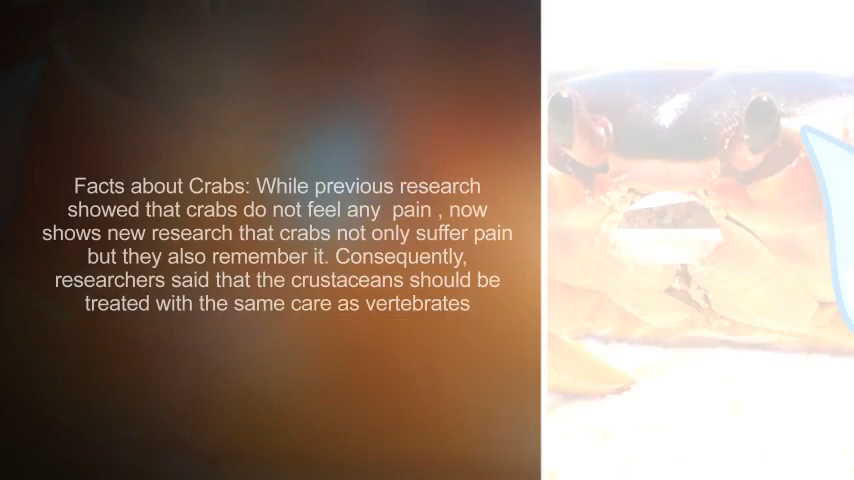 Facts about Crabs: While previous research
showed that crabs do not feel any  pain , now
shows new research that crabs not only suffer pain
but they also remember it. Consequently,
researchers said that the crustaceans should be
treated with the same care as vertebrates